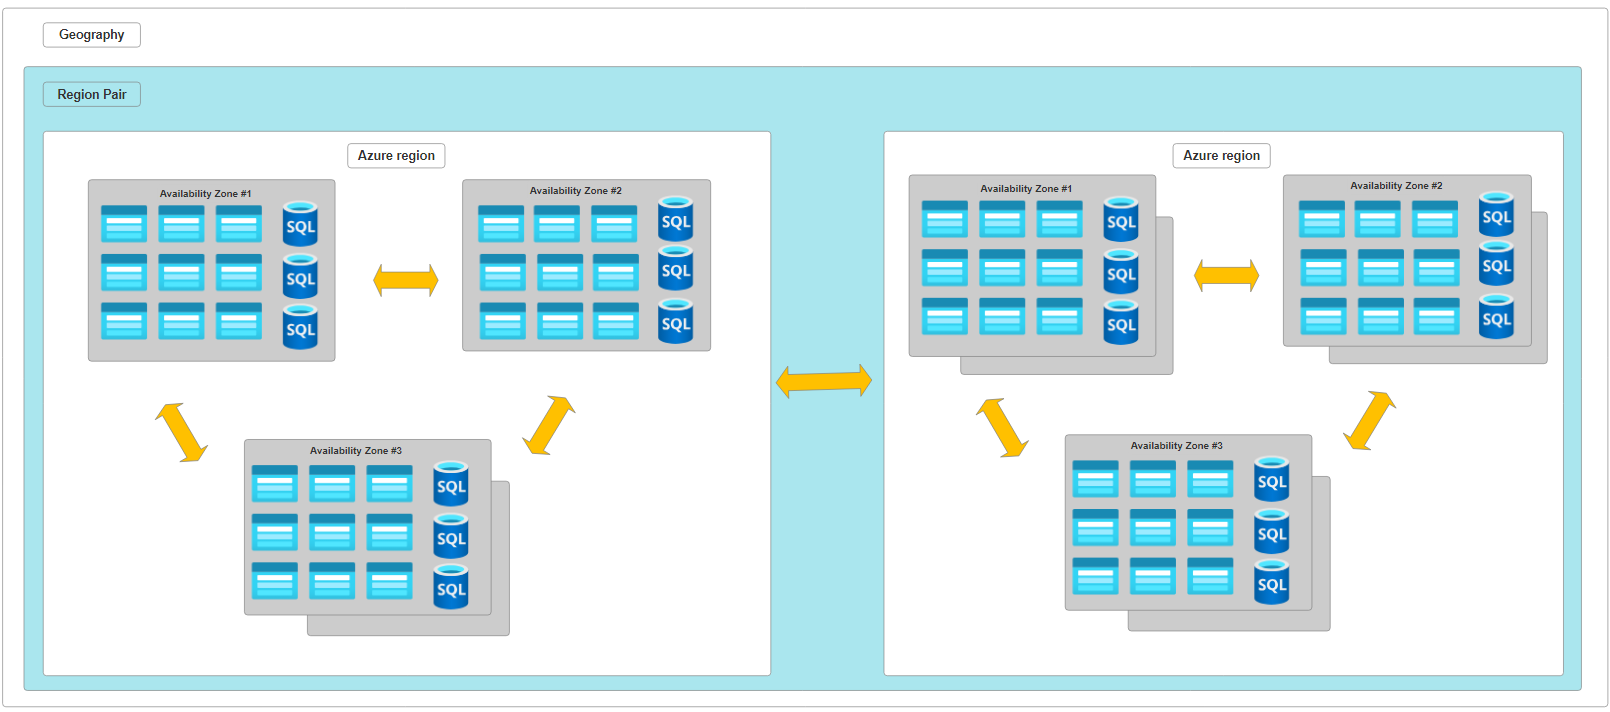 Geography
Region Pair
Azure region
Availability Zone #1
SQL
SQL
SQL
Availability Zone #2
SQL
SQL
SQL
Availability Zone #3
SQL
SQL
SQL
Azure region
Availability Zone #1
SQL
SQL
SQL
Availability Zone #2
SQL
SQL
SQL
Availability Zone #3
SQL
SQL
SQL